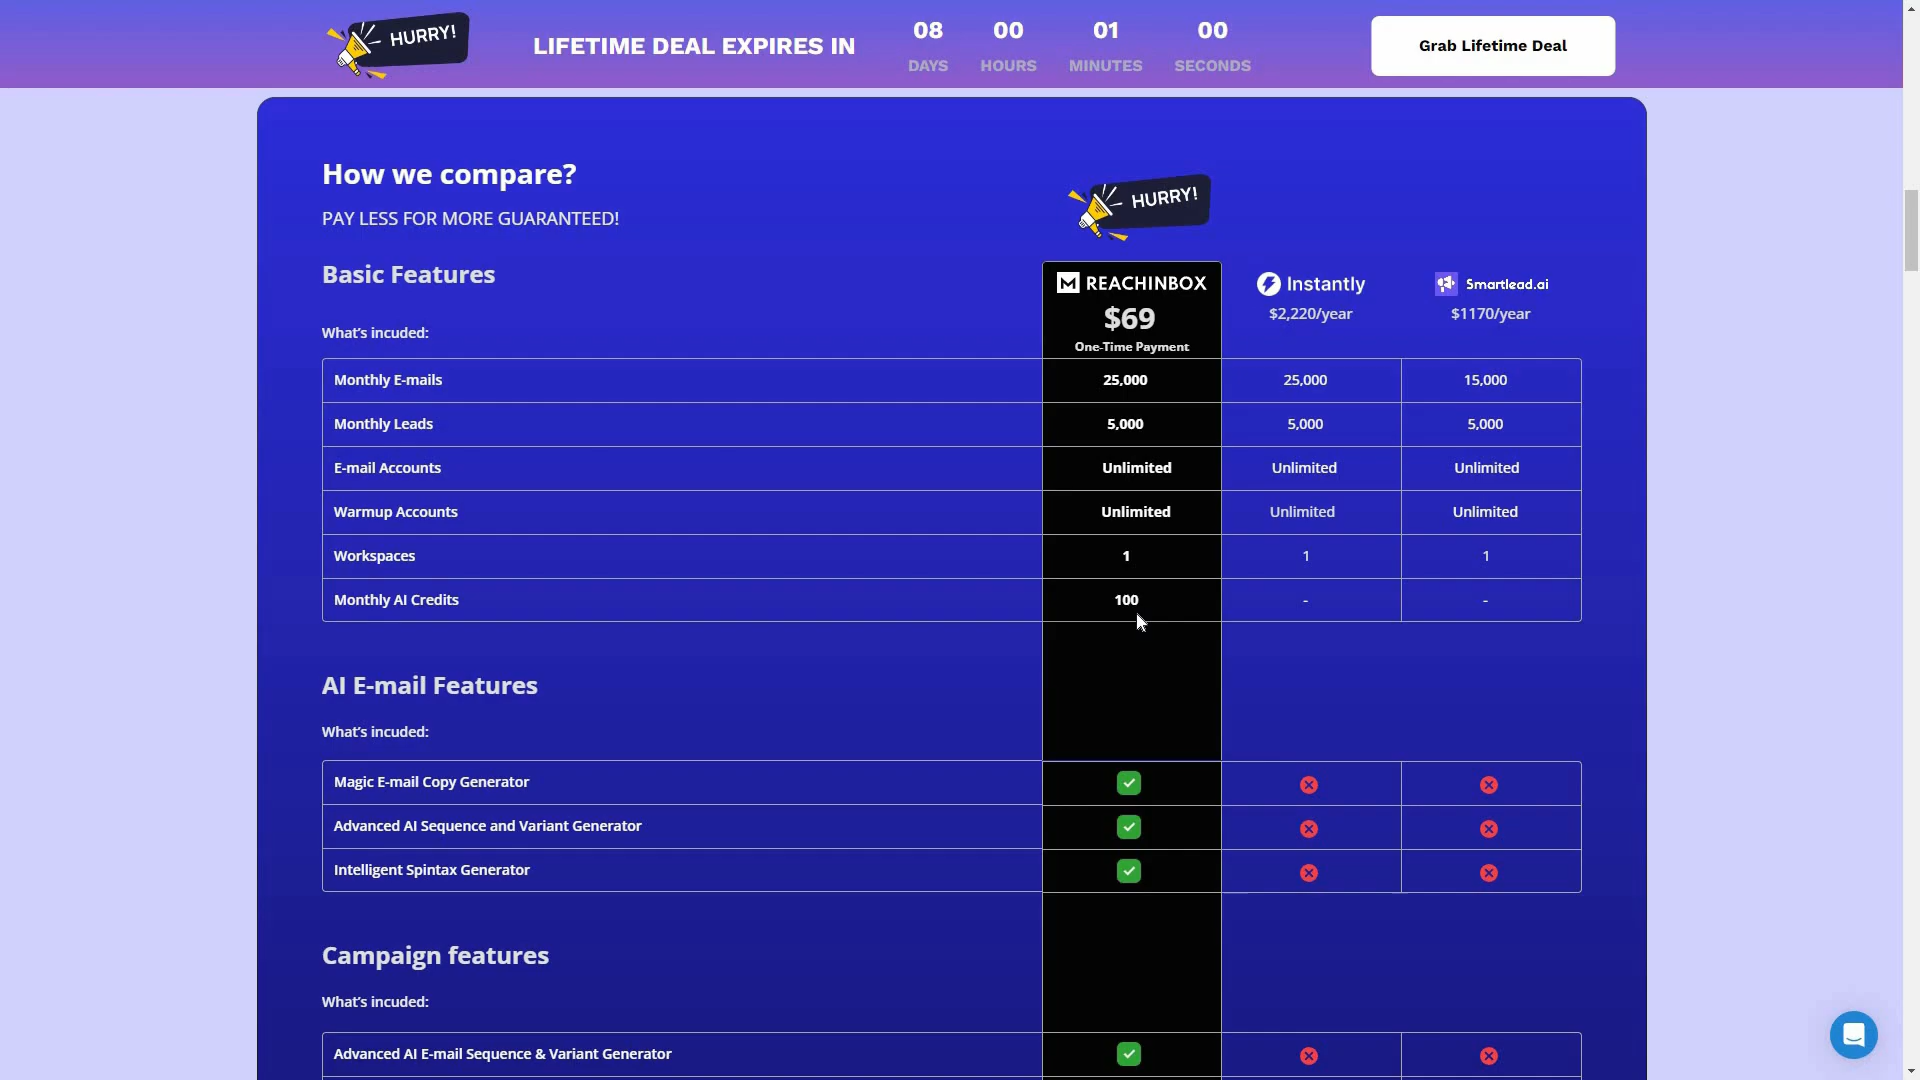 HURRY!
LIFETIME DEAL EXPIRES IN
08 00 01 00
DAYS HOURS MINUTES SECONDS
Grab Lifetime Deal
How we compare?
HURRY!
PAY LESS FOR MORE GUARANTEED!
Basic Features
REACHINBOX Instantly Smartlead.ai
$69 $2,220/year $1170/year
What's incuded:
One-Time Payment
Monthly E-mails 25,000 25,000 15,000
Monthly Leads 5,000 5,000 5,000
E-mail Accounts Unlimited Unlimited Unlimited
Warmup Accounts Unlimited Unlimited Unlimited
Workspaces 1 1 1
Monthly AI Credits 100 - -
AI E-mail Features
What's incuded:
Magic E-mail Copy Generator
Advanced AI Sequence and Variant Generator
Intelligent Spintax Generator
Campaign features
What's incuded:
Advanced AI E-mail Sequence & Variant Generator